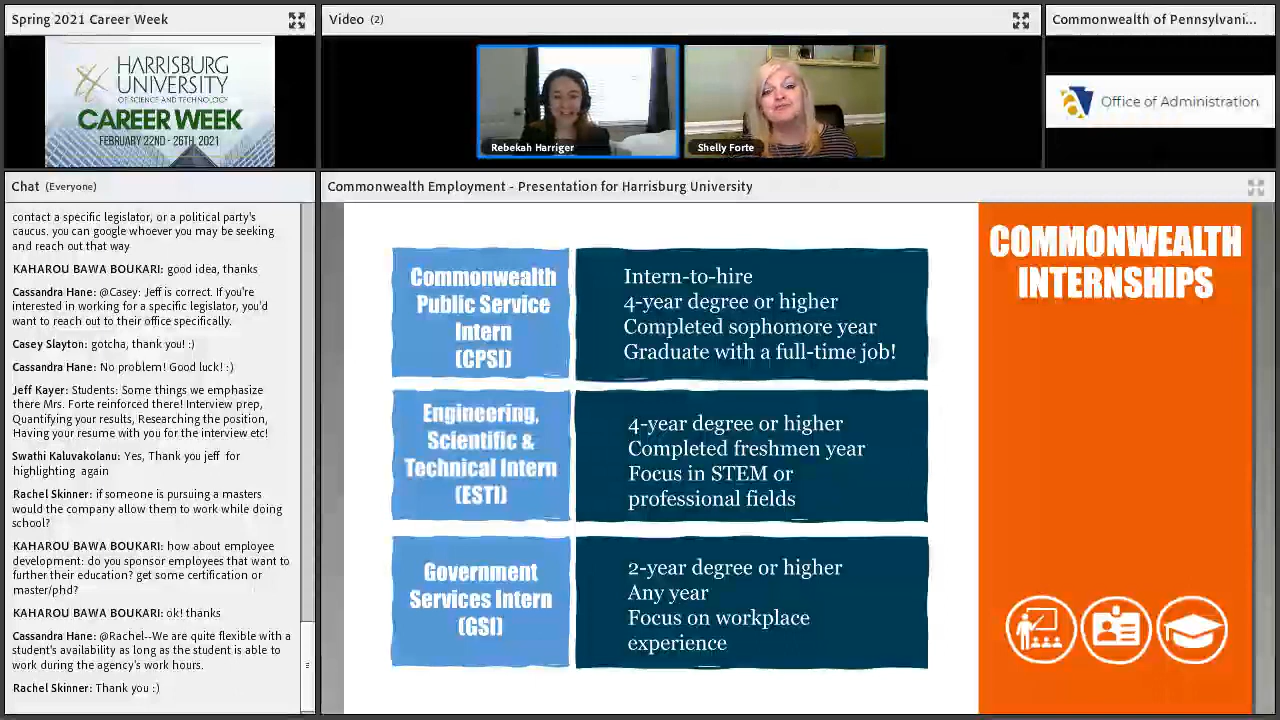 Spring 2021 Career Week
HARRISBURG
UNIVERSITY
OF SCIENCE AND TECHNOLOGY
CAREER WEEK
FEBRUARY 22ND - 26TH, 2021
Video (2)
Rebekah Harriger
Shelly Forte
Commonwealth of Pennsylvani...
Office of Administration
Chat (Everyone)
contact a specific legislator, or a political party's
caucus. you can google whoever you may be seeking
and reach out that way
KAHAROU BAWA BOUKARI: good idea, thanks
Cassandra Hane: @Casey: Jeff is correct. If you're
interested in working for a specific legislator, you'd
want to reach out to their office specifically.
Casey Slayton: gotcha, thank you! :)
Cassandra Hane: No problem! Good luck! :)
Jeff Kayer: Students: Some things we emphasize
there Mrs. Forte reinforced there! Interview prep,
Quantifying your results, Researching the position,
Having your resume with you for the interview etc!
Swathi Kaluvakolanu: Yes, Thank you jeff for
highlighting again
Rachel Skinner: if someone is pursuing a masters
would the company allow them to work while doing
school?
KAHAROU BAWA BOUKARI: how about employee
development: do you sponsor employees that want to
further their education? get some certification or
master/phd?
KAHAROU BAWA BOUKARI: ok! thanks
Cassandra Hane: @Rachel--We are quite flexible with a
student's availability as long as the student is able to
work during the agency's work hours.
Rachel Skinner: Thank you :)
Commonwealth Employment - Presentation for Harrisburg University
Commonwealth
Public Service
Intern
(CPSI)
Intern-to-hire
4-year degree or higher
Completed sophomore year
Graduate with a full-time job!
Engineering,
Scientific &
Technical Intern
(ESTI)
4-year degree or higher
Completed freshmen year
Focus in STEM or
professional fields
Government
Services Intern
(GSI)
2-year degree or higher
Any year
Focus on workplace
experience
COMMONWEALTH
INTERNSHIPS